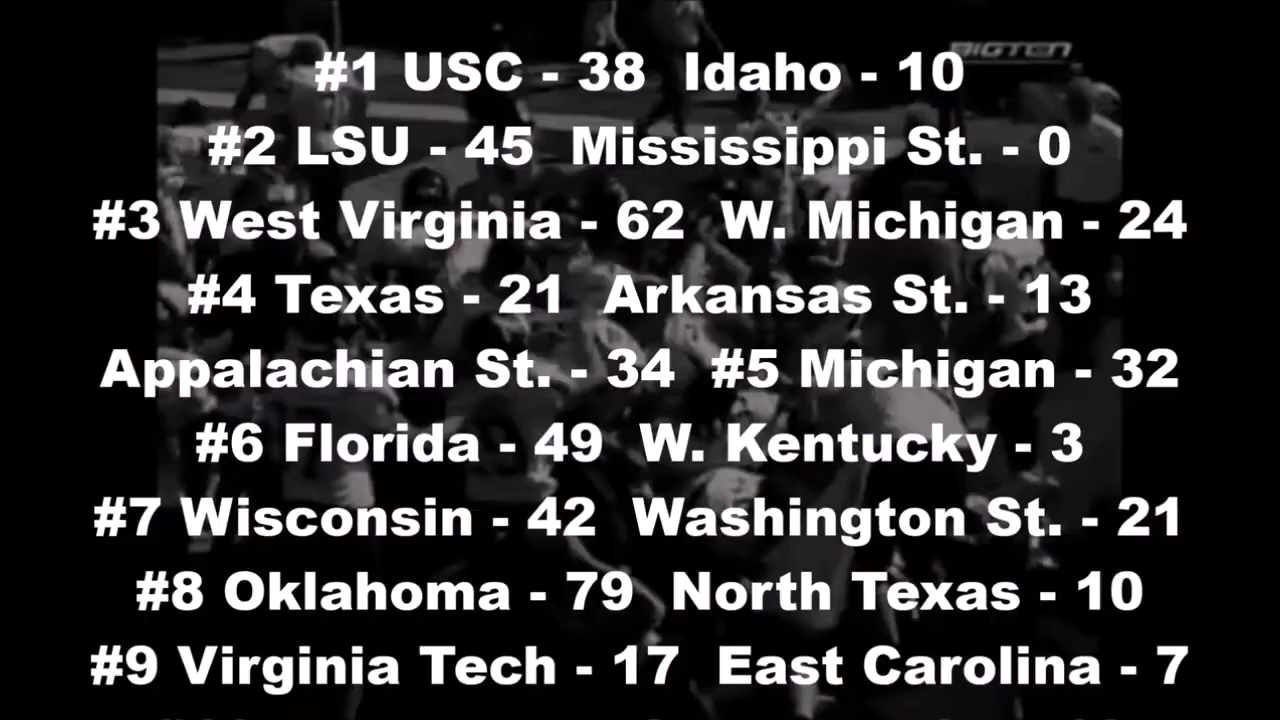 BIGTEN
#1 USC - 38 Idaho - 10
#2 LSU - 45 Mississippi St. - 0
#3 West Virginia - 62 W. Michigan - 24
#4 Texas - 21 Arkansas St. - 13
Appalachian St. - 34 #5 Michigan - 32
#6 Florida - 49 W. Kentucky - 3
#7 Wisconsin - 42 Washington St. - 21
#8 Oklahoma - 79 North Texas - 10
#9 Virginia Tech - 17 East Carolina - 7